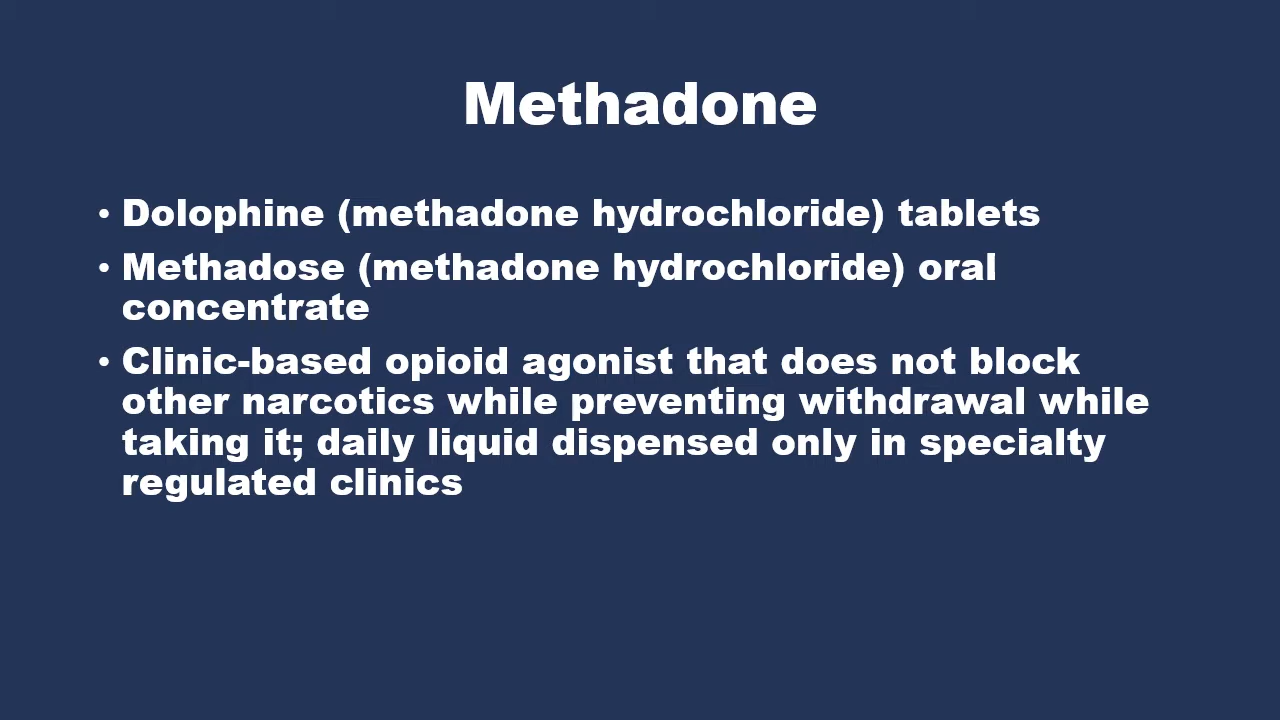 Methadone
• Dolophine (methadone hydrochloride) tablets
• Methadose (methadone hydrochloride) oral
concentrate
• Clinic-based opioid agonist that does not block
other narcotics while preventing withdrawal while
taking it; daily liquid dispensed only in specialty
regulated clinics